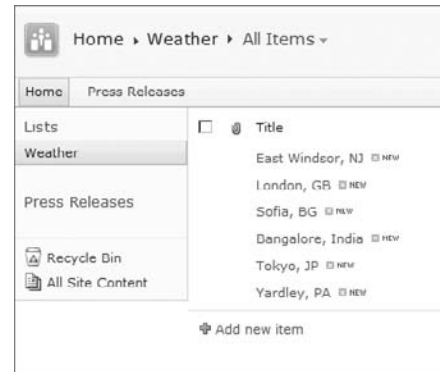 Home ▸ Weather ▸ All Items ▾
Home Press Releases
Lists
Weather
Press Releases
Recycle Bin
All Site Content
Title
East Windsor, NJ NEW
London, GB NEW
Sofia, BG NEW
Bangalore, India NEW
Tokyo, JP NEW
Yardley, PA NEW
Add new item